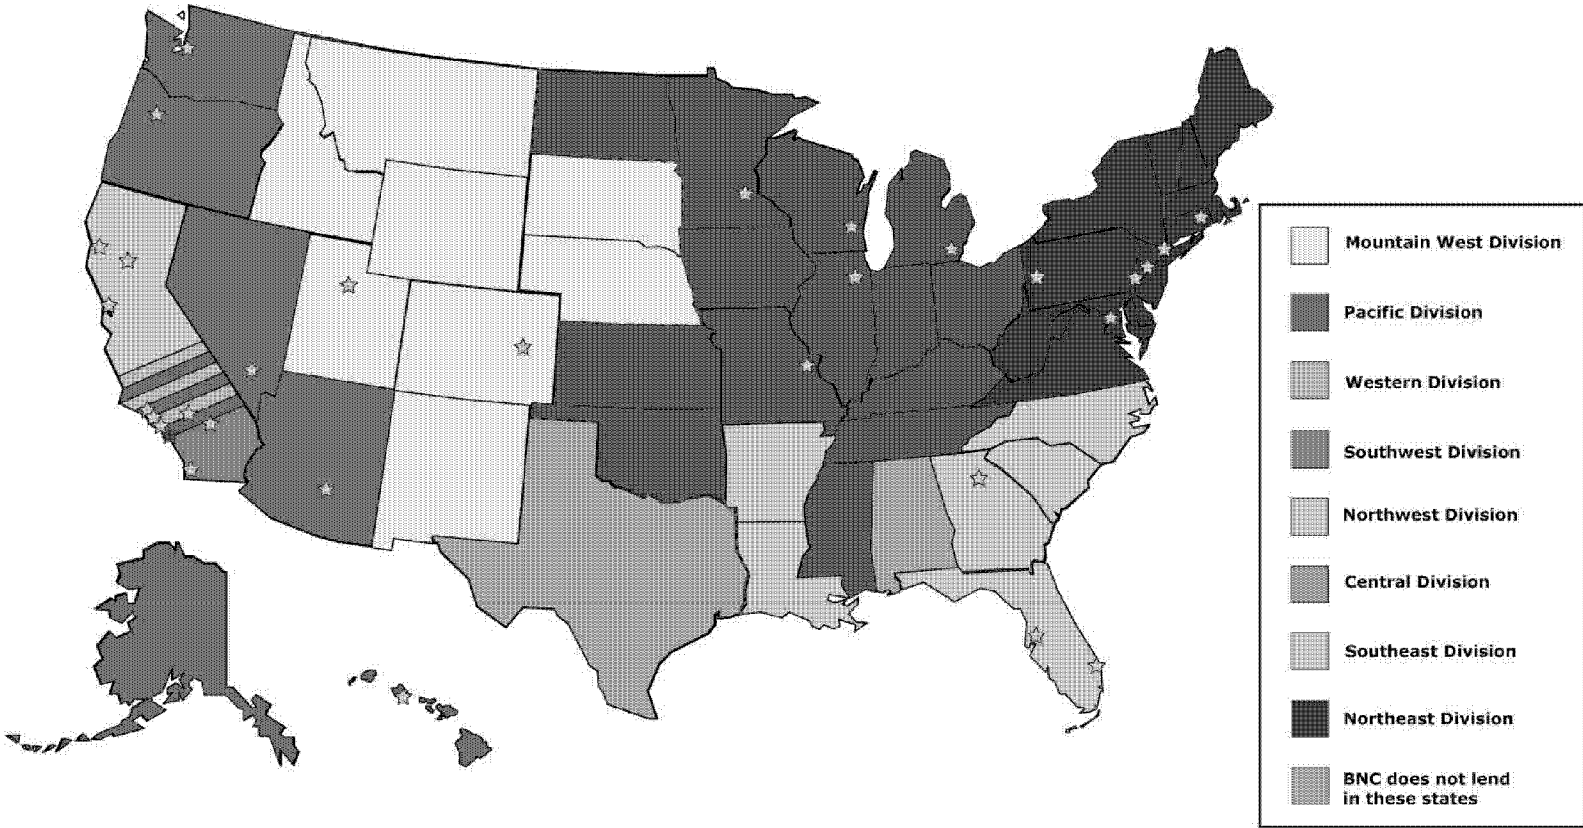 Mountain West Division
Pacific Division
Western Division
Southwest Division
Northwest Division
Central Division
Southeast Division
Northeast Division
BNC does not lend
in these states